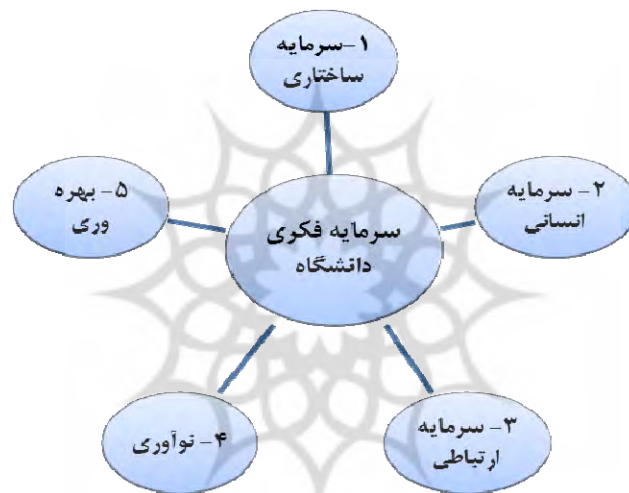 ۱-سرمایه
ساختاری
۲- سرمایه
انسانی
۳- سرمایه
ارتباطی
۴- نوآوری
۵- بهره
وری
سرمایه فکری
دانشگاه